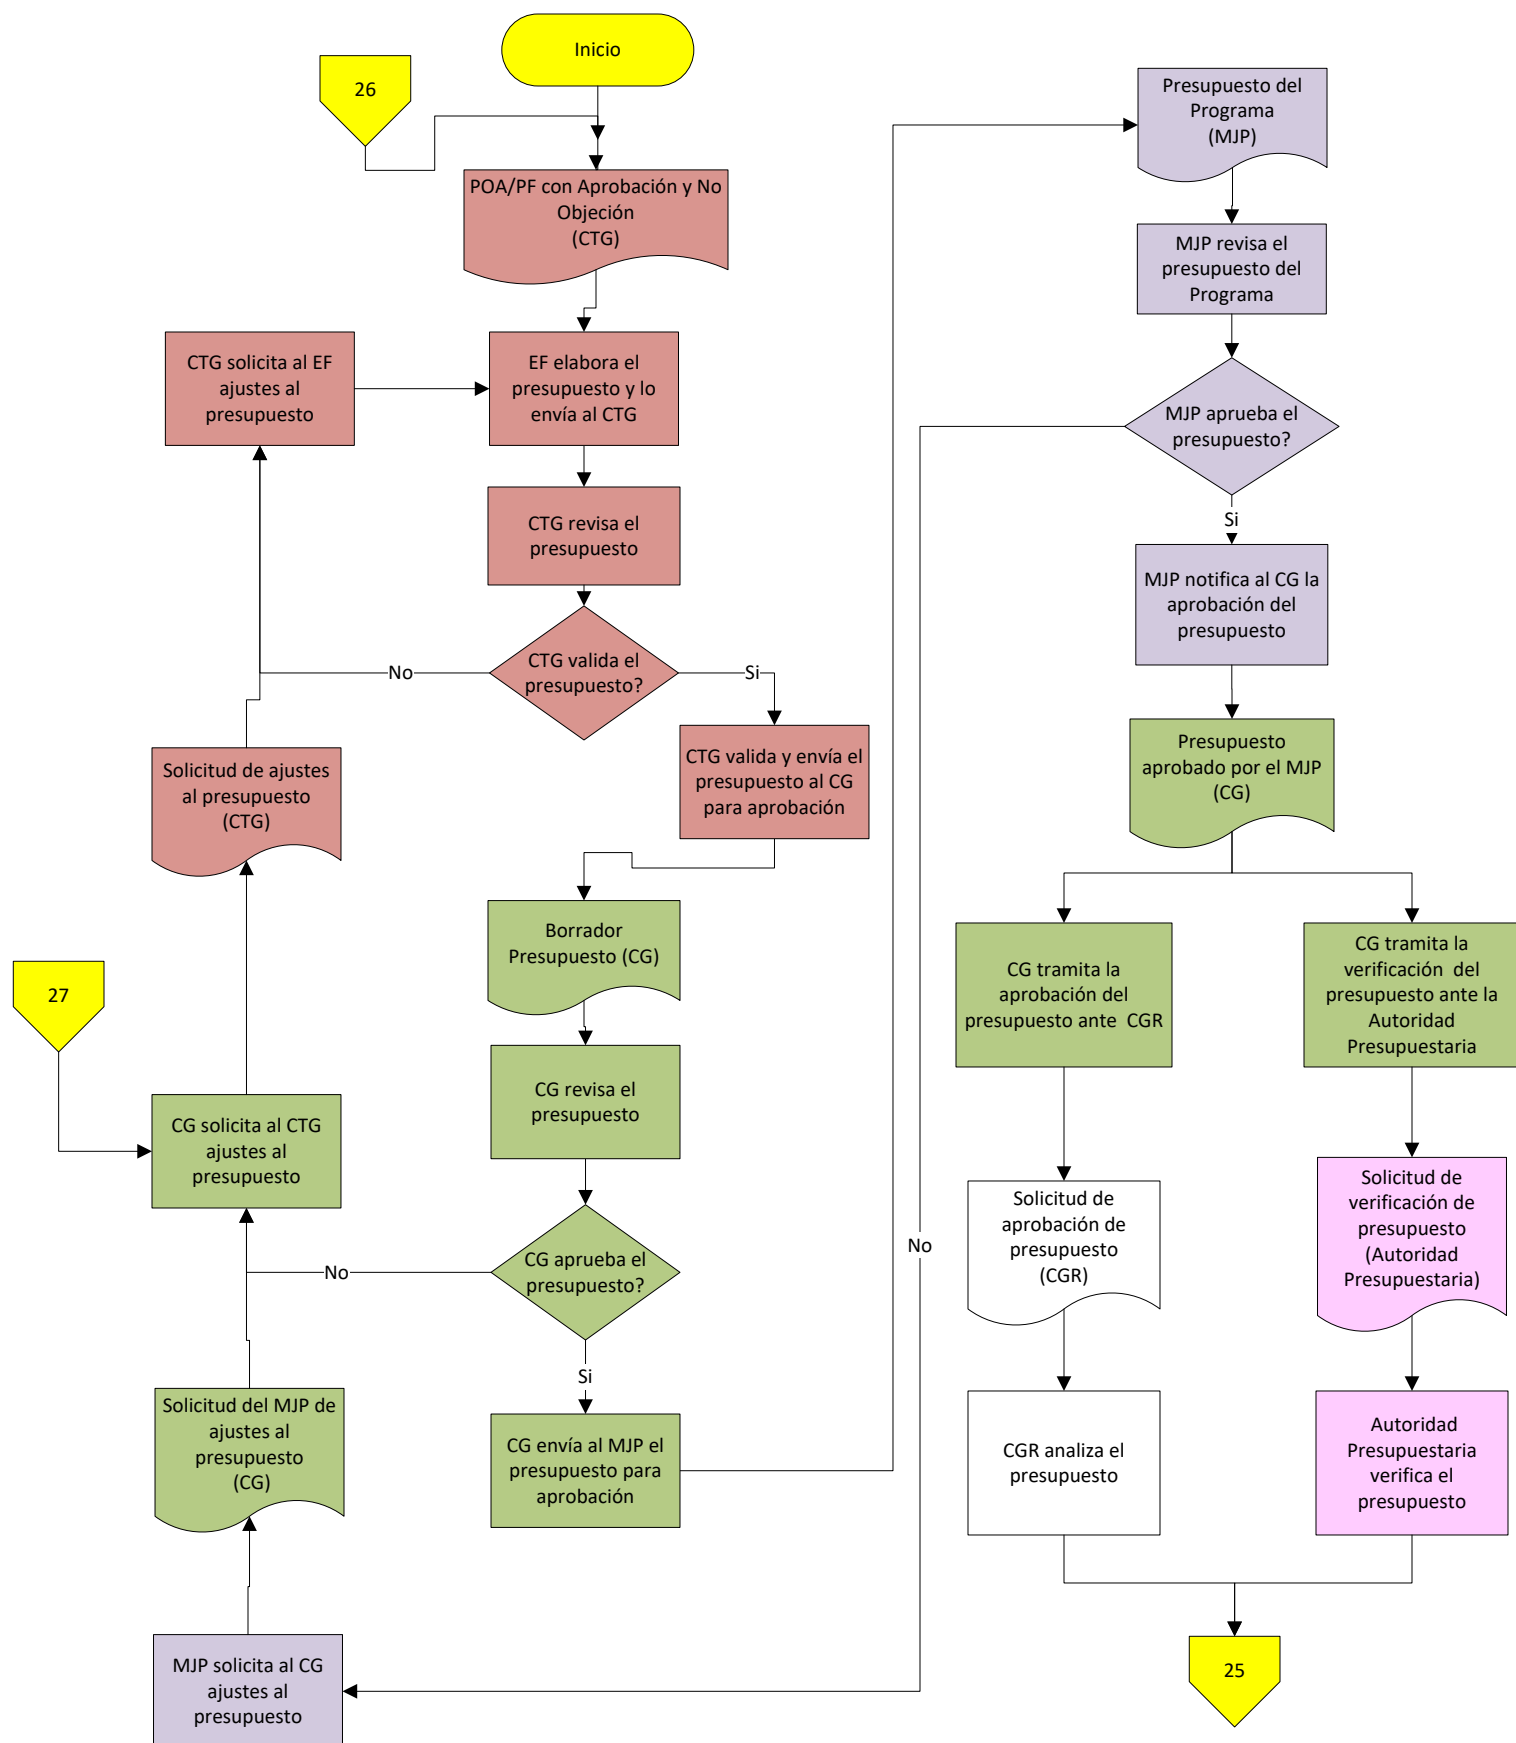 Inicio
26
POA/PF con Aprobación y No
Objeción
(CTG)
CTG solicita al EF
ajustes al
presupuesto
EF elabora el
presupuesto y lo
envía al CTG
CTG revisa el
presupuesto
CTG valida el
presupuesto?
No
Si
CTG valida y envía el
presupuesto al CG
para aprobación
Solicitud de ajustes
al presupuesto
(CTG)
Borrador
Presupuesto (CG)
27
CG revisa el
presupuesto
CG solicita al CTG
ajustes al
presupuesto
CG aprueba el
presupuesto?
No
Si
Solicitud del MJP de
ajustes al
presupuesto
(CG)
CG envía al MJP el
presupuesto para
aprobación
MJP solicita al CG
ajustes al
presupuesto
Presupuesto del
Programa
(MJP)
MJP revisa el
presupuesto del
Programa
MJP aprueba el
presupuesto?
Si
No
MJP notifica al CG la
aprobación del
presupuesto
Presupuesto
aprobado por el MJP
(CG)
CG tramita la
aprobación del
presupuesto ante  CGR
CG tramita la
verificación  del
presupuesto ante la
Autoridad
Presupuestaria
Solicitud de
aprobación de
presupuesto
(CGR)
Solicitud de
verificación de
presupuesto
(Autoridad
Presupuestaria)
CGR analiza el
presupuesto
Autoridad
Presupuestaria
verifica el
presupuesto
25